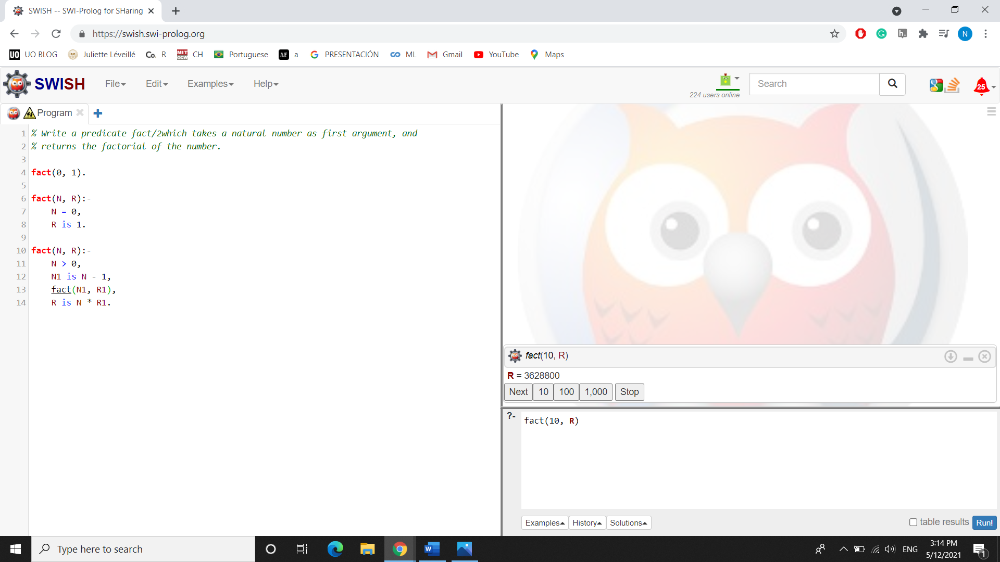 SWISH -- SWI-Prolog for SHaring
https://swish.swi-prolog.org
N
UO UO BLOG Juliette Léveillé Co. R MIT OCW CH Portuguese AF a PRESENTACIÓN ML Gmail YouTube Maps
SWISH File Edit Examples Help 224 users online Search 25
Program
1 % Write a predicate fact/2which takes a natural number as first argument, and
2 % returns the factorial of the number.
3
4 fact(0, 1).
5
6 fact(N, R):-
7 N = 0,
8 R is 1.
9
10 fact(N, R):-
11 N > 0,
12 N1 is N - 1,
13 fact(N1, R1),
14 R is N * R1.
fact(10, R)
R = 3628800
Next 10 100 1,000 Stop
?- fact(10, R)
Examples History Solutions table results Run!
Type here to search
ENG
3:14 PM
5/12/2021
1